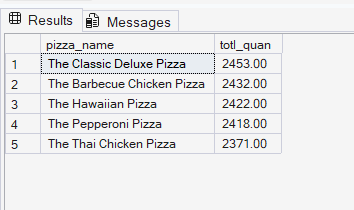 Results Messages
pizza_name totl_quan
1 The Classic Deluxe Pizza 2453.00
2 The Barbecue Chicken Pizza 2432.00
3 The Hawaiian Pizza 2422.00
4 The Pepperoni Pizza 2418.00
5 The Thai Chicken Pizza 2371.00